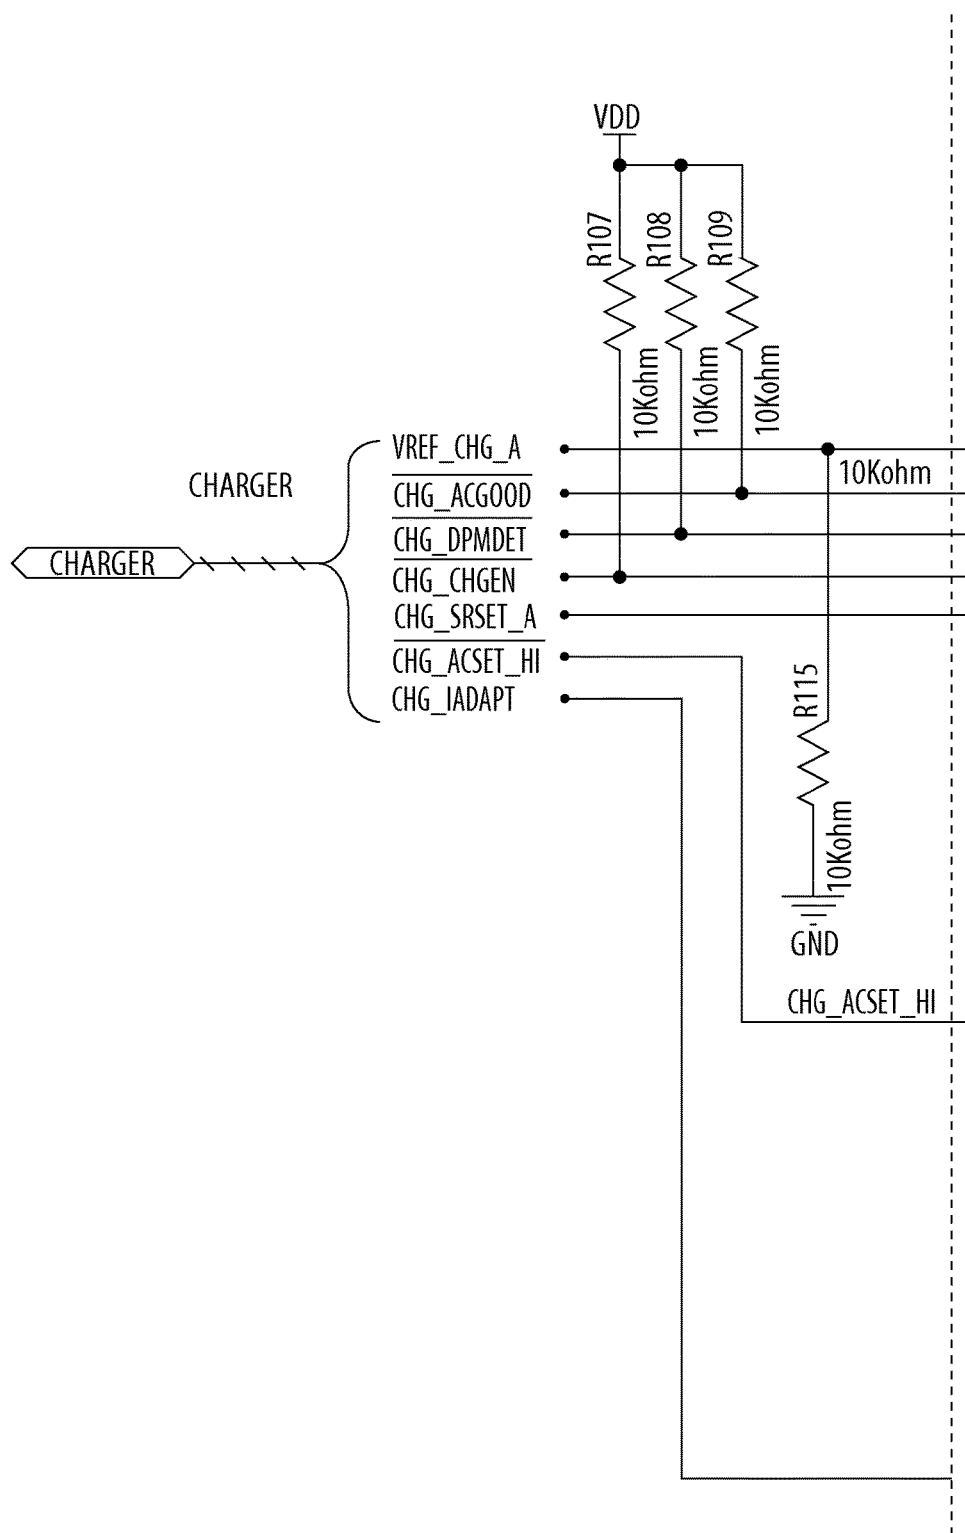 VDD
R107
R108
R109
10Kohm
10Kohm
10Kohm
VREF_CHG_A
10Kohm
CHARGER
CHG_ACGOOD
CHG_DPMDET
CHARGER
CHG_CHGEN
CHG_SRSET_A
CHG_ACSET_HI
CHG_IADAPT
R115
10Kohm
GND
CHG_ACSET_HI